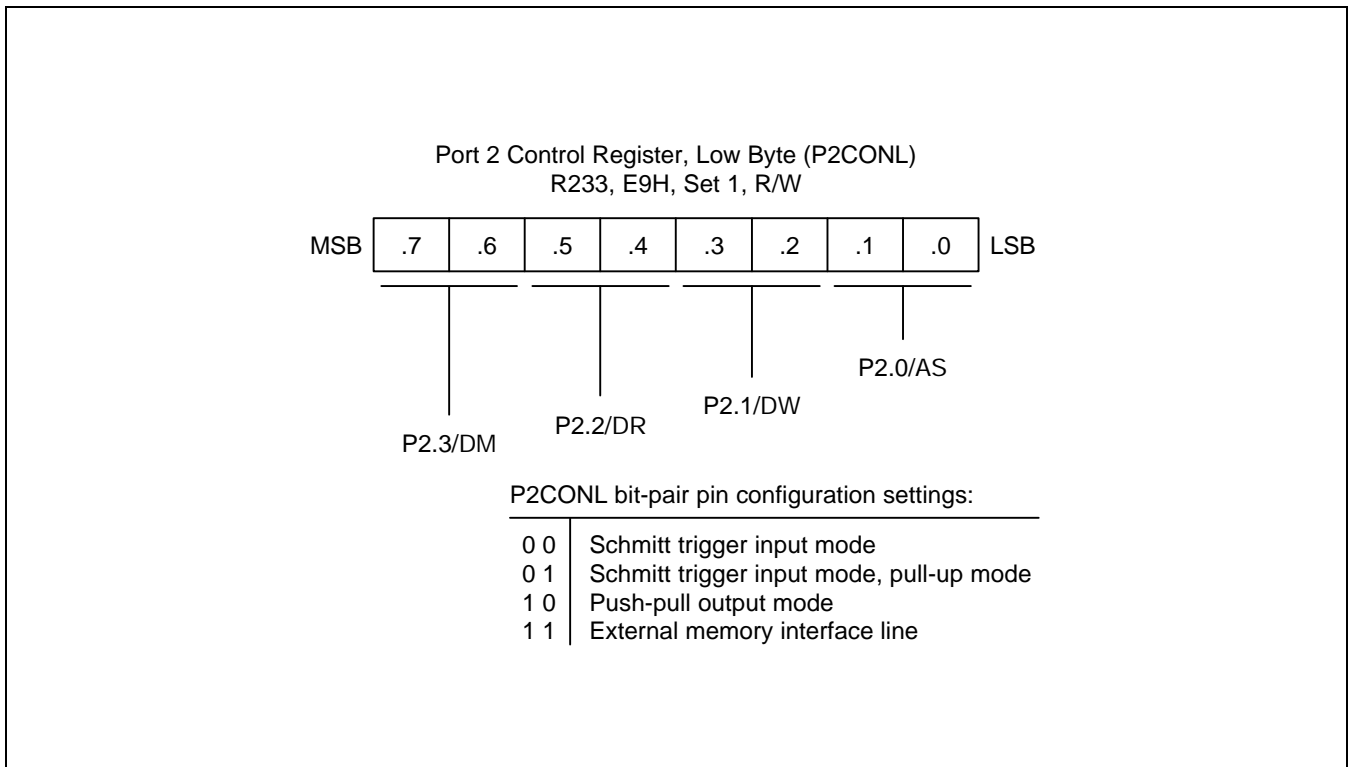 Port 2 Control Register, Low Byte (P2CONL)
R233, E9H, Set 1, R/W
MSB .7 .6 .5 .4 .3 .2 .1 .0 LSB
P2.0/AS
P2.1/DW
P2.2/DR
P2.3/DM
P2CONL bit-pair pin configuration settings:
0 0 Schmitt trigger input mode
0 1 Schmitt trigger input mode, pull-up mode
1 0 Push-pull output mode
1 1 External memory interface line